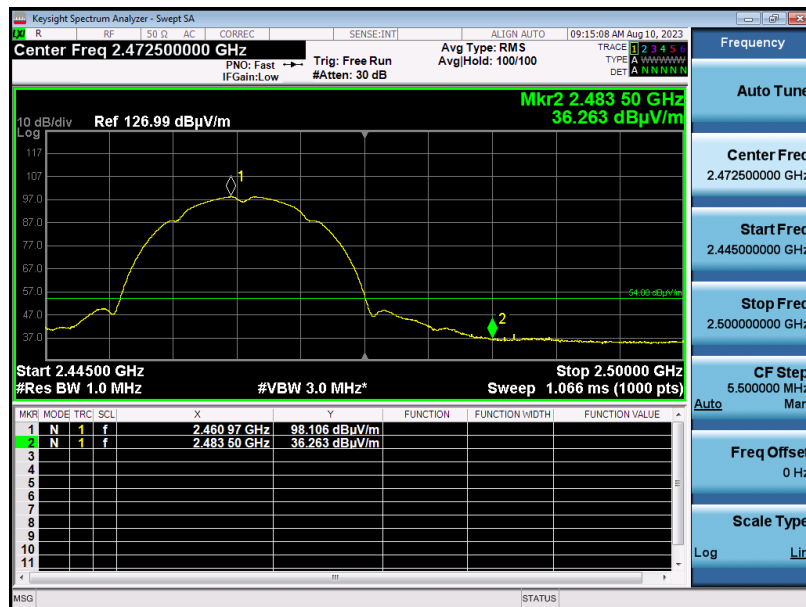 Keysight Spectrum Analyzer - Swept SA
LXI R RF 50 Ω AC CORREC SENSE:INT ALIGN AUTO 09:15:08 AM Aug 10, 2023
Center Freq 2.472500000 GHz
PNO: Fast
IFGain:Low
Trig: Free Run
#Atten: 30 dB
Avg Type: RMS
Avg|Hold: 100/100
TRACE 1 2 3 4 5 6
TYPE A WWWWW
DET A N N N N N
Mkr2 2.483 50 GHz
36.263 dBµV/m
10 dB/div Ref 126.99 dBµV/m
Log
117
107
97.0
87.0
77.0
67.0
57.0
47.0
37.0
1
2
54.00 dBµV/m
Start 2.44500 GHz Stop 2.50000 GHz
#Res BW 1.0 MHz #VBW 3.0 MHz* Sweep 1.066 ms (1000 pts)
MKR MODE TRC SCL X Y FUNCTION FUNCTION WIDTH FUNCTION VALUE
1 N 1 f 2.460 97 GHz 98.106 dBµV/m
2 N 1 f 2.483 50 GHz 36.263 dBµV/m
3
4
5
6
7
8
9
10
11
MSG STATUS
Frequency
Auto Tune
Center Freq
2.472500000 GHz
Start Freq
2.445000000 GHz
Stop Freq
2.500000000 GHz
CF Step
5.500000 MHz
Auto Man
Freq Offset
0 Hz
Scale Type
Log Lin